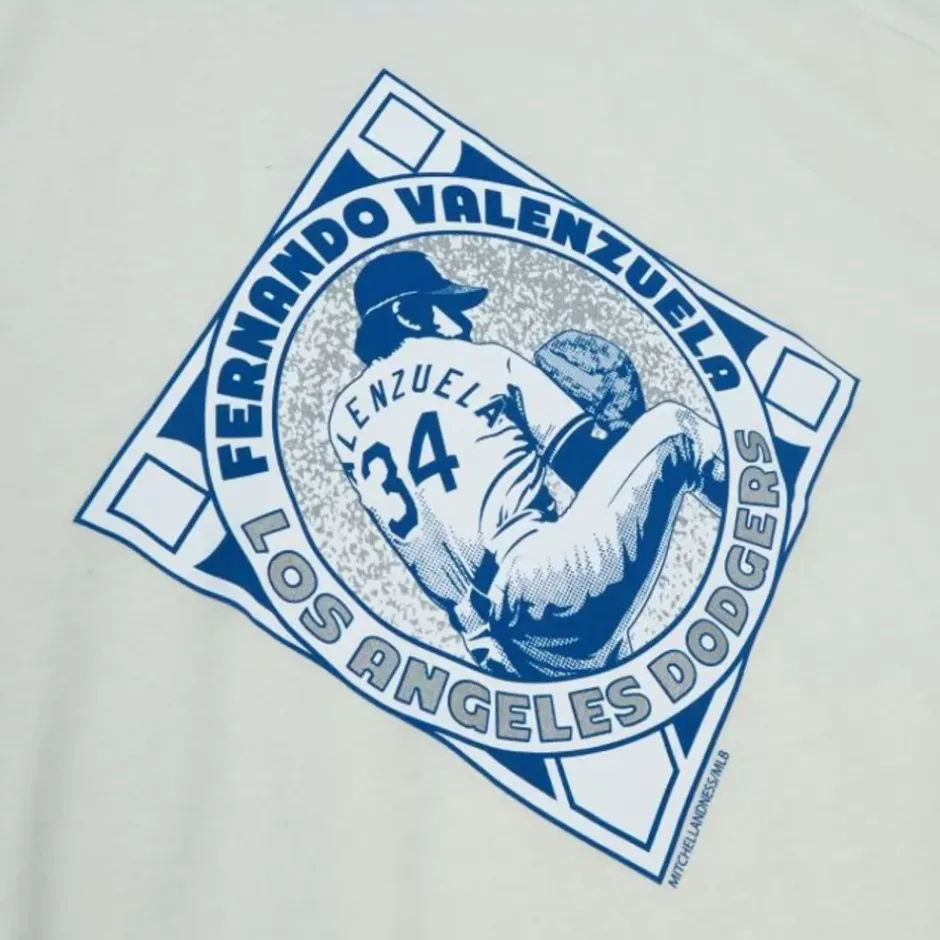 FERNANDO VALENZUELA
LENZUELA
34
LOS ANGELES DODGERS
MITCHELLANDNESS/MLB